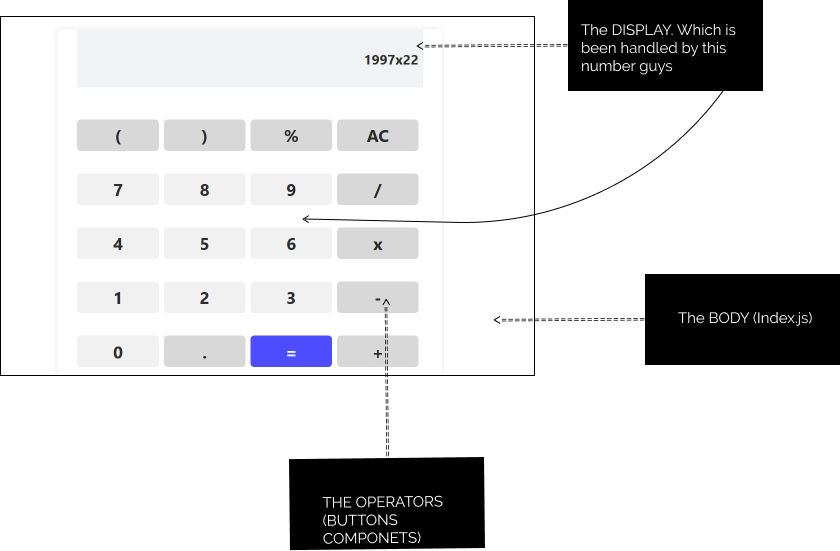 The DISPLAY. Which is
been handled by this
number guys
1997x22
( ) % AC
7 8 9 /
4 5 6 x
1 2 3 -
0 . = +
The BODY (Index.js)
THE OPERATORS
(BUTTONS
COMPONETS)